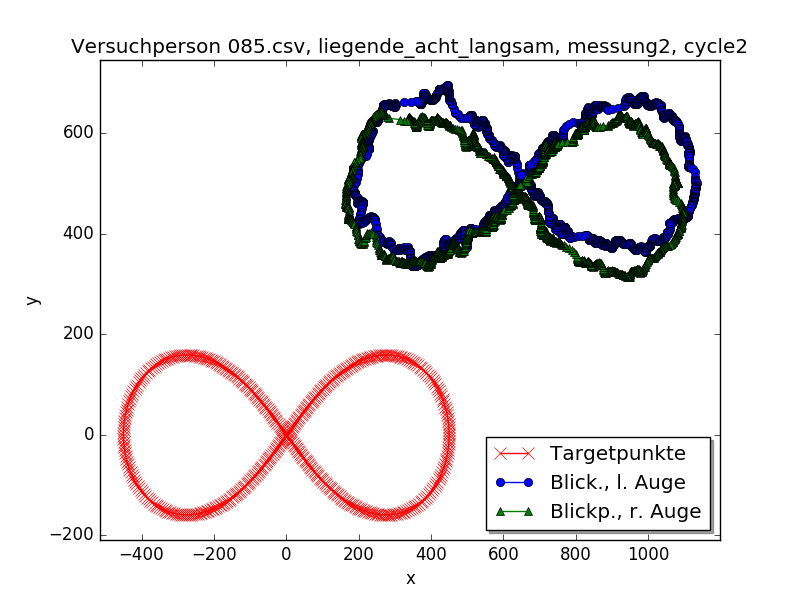 Versuchperson 085.csv, liegende_acht_langsam, messung2, cycle2
y
600
400
200
0
−200
−400
−200
0
200
400
600
800
1000
x
Targetpunkte
Blick., l. Auge
Blickp., r. Auge